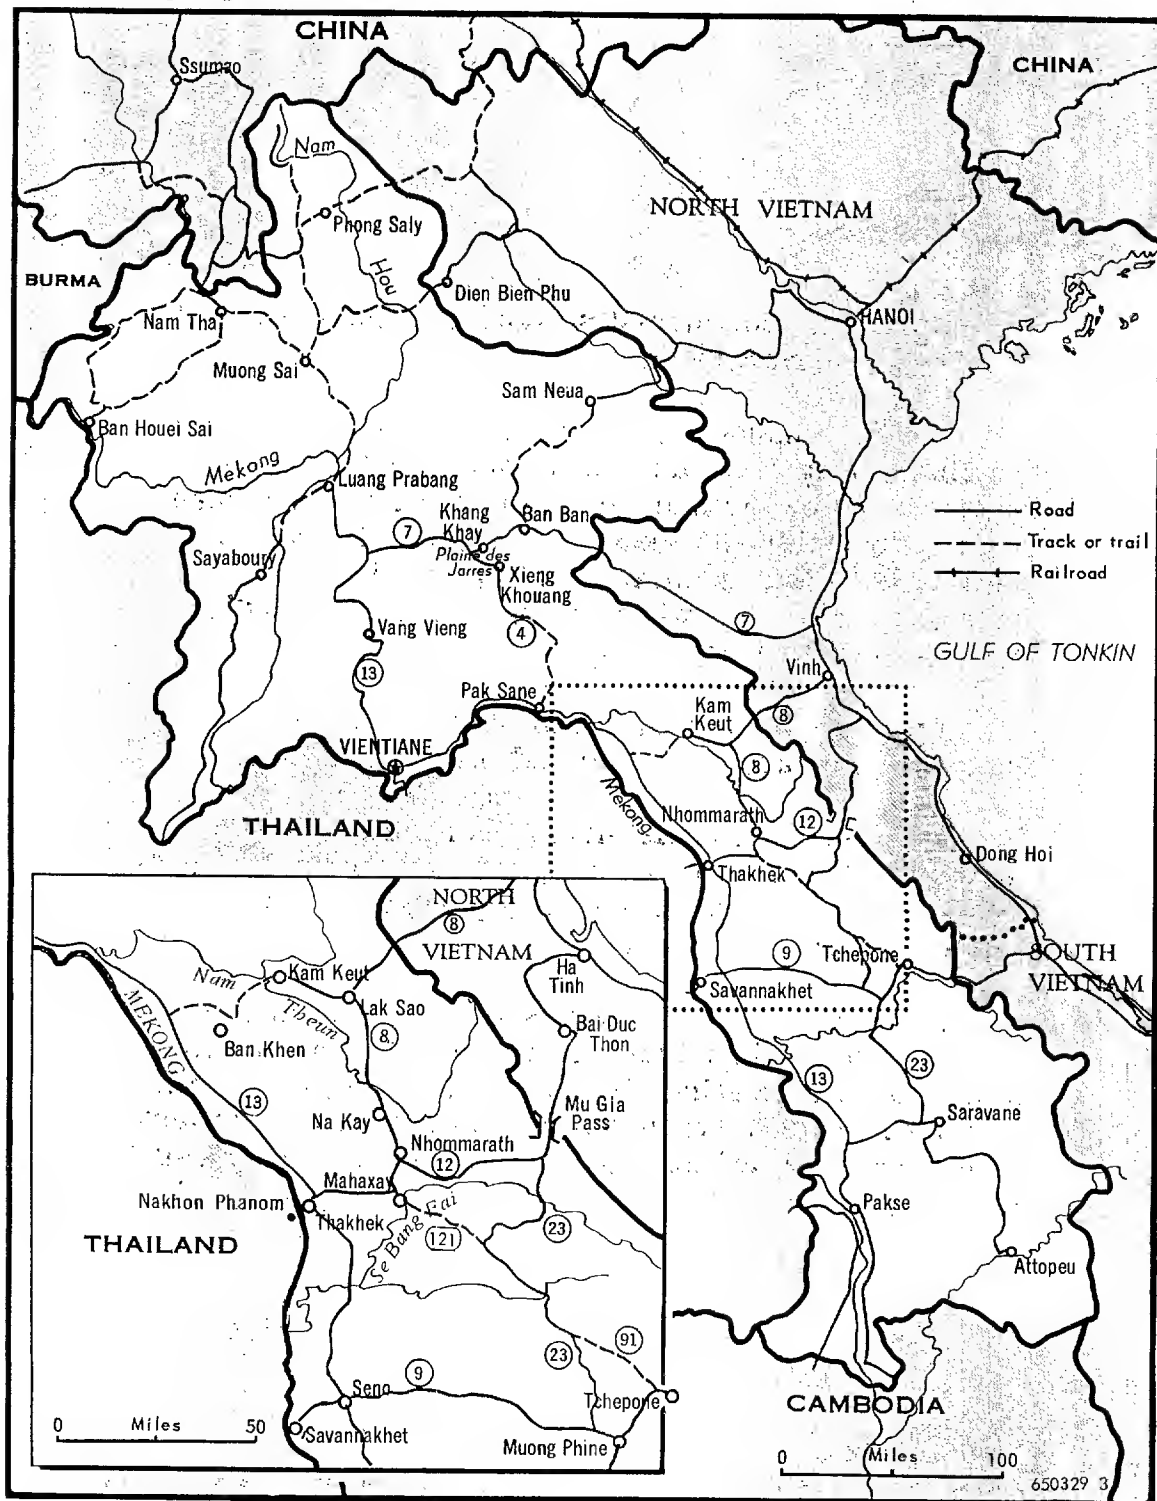 CHINA
CHINA
Ssumao
Nam
Hou
Phong Saly
NORTH VIETNAM
BURMA
Dien Bien Phu
Nam Tha
HANOI
Muong Sai
Sam Neua
Ban Houei Sai
Mekong
Luang Prabang
Khang
Khay
Ban Ban
7
Plaine des
Jarres
Xieng
Khouang
Sayaboury
Road
Track or trail
Railroad
7
4
Vang Vieng
13
GULF OF TONKIN
Vinh
Pak Sane
Kam
Keut
8
VIENTIANE
8
Mekong
THAILAND
Nhommarath
12
Thakhek
Dong Hoi
9
Tchepone
SOUTH
VIETNAM
Savannakhet
13
23
Saravane
Pakse
Attopeu
CAMBODIA
0 Miles 100
650329 3
NORTH
VIETNAM
8
Ha
Tinh
Nam
Theun
Kam Keut
Lak Sao
MEKONG
Ban Khen
8
Bai Duc
Thon
13
Na Kay
Mu Gia
Pass
Nhommarath
12
Mahaxay
Nakhon Phanom
Thakhek
Se Bang Fai
121
23
THAILAND
91
23
9
Seno
Tchepone
Savannakhet
Muong Phine
0 Miles 50